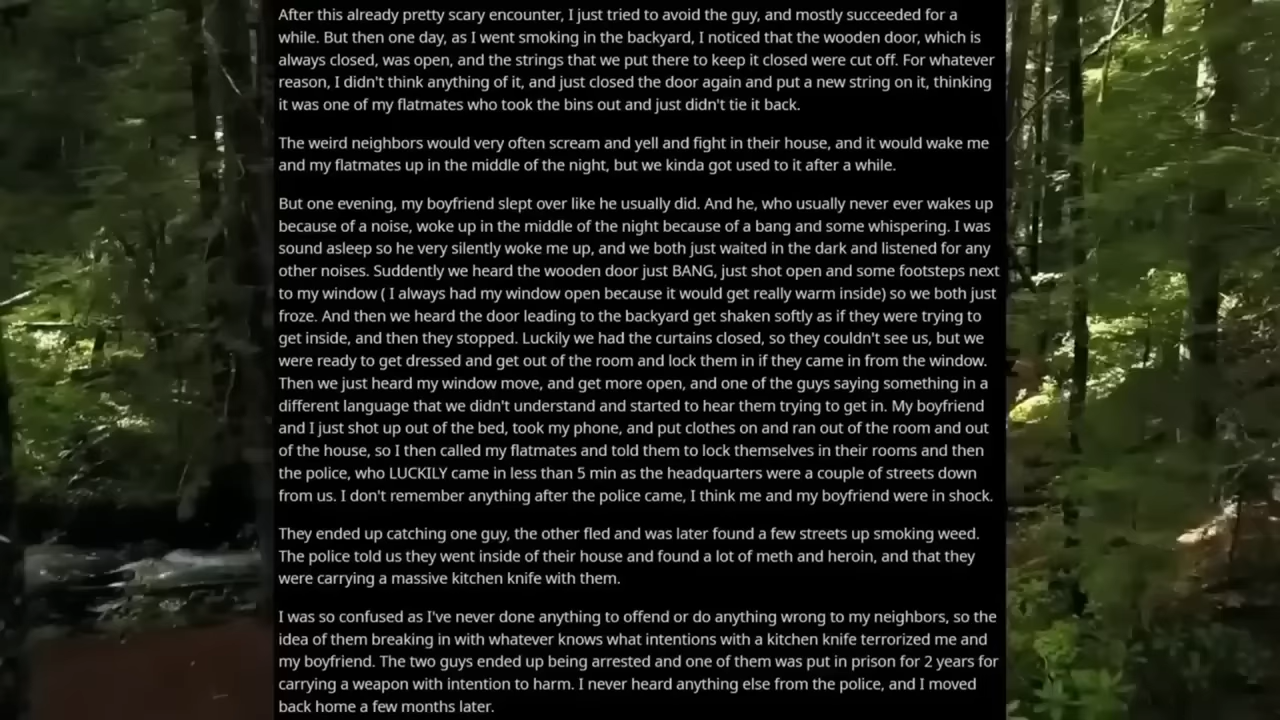 After this already pretty scary encounter, I just tried to avoid the guy, and mostly succeeded for a
while. But then one day, as I went smoking in the backyard, I noticed that the wooden door, which is
always closed, was open, and the strings that we put there to keep it closed were cut off. For whatever
reason, I didn't think anything of it, and just closed the door again and put a new string on it, thinking
it was one of my flatmates who took the bins out and just didn't tie it back.
The weird neighbors would very often scream and yell and fight in their house, and it would wake me
and my flatmates up in the middle of the night, but we kinda got used to it after a while.
But one evening, my boyfriend slept over like he usually did. And he, who usually never ever wakes up
because of a noise, woke up in the middle of the night because of a bang and some whispering. I was
sound asleep so he very silently woke me up, and we both just waited in the dark and listened for any
other noises. Suddenly we heard the wooden door just BANG, just shot open and some footsteps next
to my window ( I always had my window open because it would get really warm inside) so we both just
froze. And then we heard the door leading to the backyard get shaken softly as if they were trying to
get inside, and then they stopped. Luckily we had the curtains closed, so they couldn't see us, but we
were ready to get dressed and get out of the room and lock them in if they came in from the window.
Then we just heard my window move, and get more open, and one of the guys saying something in a
different language that we didn't understand and started to hear them trying to get in. My boyfriend
and I just shot up out of the bed, took my phone, and put clothes on and ran out of the room and out
of the house, so I then called my flatmates and told them to lock themselves in their rooms and then
the police, who LUCKILY came in less than 5 min as the headquarters were a couple of streets down
from us. I don't remember anything after the police came, I think me and my boyfriend were in shock.
They ended up catching one guy, the other fled and was later found a few streets up smoking weed.
The police told us they went inside of their house and found a lot of meth and heroin, and that they
were carrying a massive kitchen knife with them.
I was so confused as I've never done anything to offend or do anything wrong to my neighbors, so the
idea of them breaking in with whatever knows what intentions with a kitchen knife terrorized me and
my boyfriend. The two guys ended up being arrested and one of them was put in prison for 2 years for
carrying a weapon with intention to harm. I never heard anything else from the police, and I moved
back home a few months later.